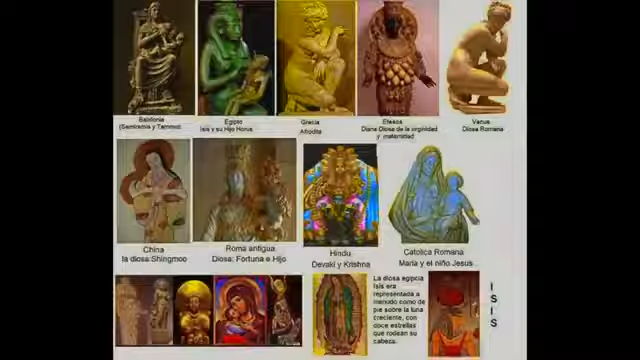 Babilonia
(Semiramis y Tammuz)
Egipto
Isis y su Hijo Horus
Grecia
Afrodita
Efesos
Diana Diosa de la virginidad
y maternidad
Venus
Diosa Romana
China
la diosa:Shingmoo
Roma antigua
Diosa: Fortuna e Hijo
Hindu
Devaki y Krishna
Catolica Romana
Maria y el niño Jesus
La diosa egipcia
Isis era
representada a
menudo como de
pie sobre la luna
creciente, con
doce estrellas
que rodean su
cabeza.
I
S
I
S